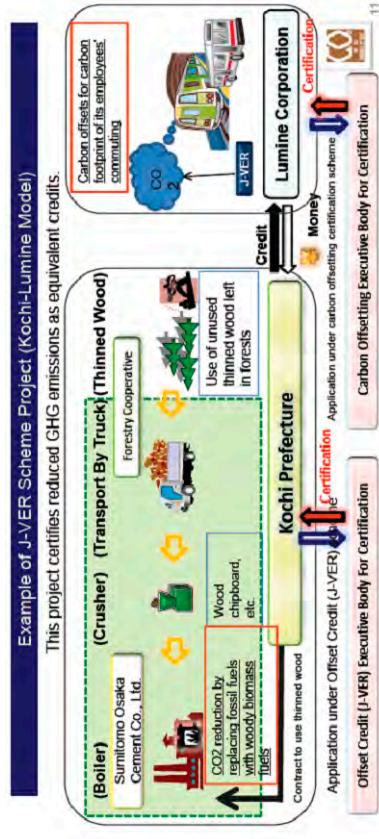 Example of J-VER Scheme Project (Kochi-Lumine Model)
This project certifies reduced GHG emissions as equivalent credits.
(Boiler)
(Crusher)
(Transport By Truck)
(Thinned Wood)
Sumitomo Osaka
Cement Co., Ltd.
Forestry Cooperative
CO2 reduction by
replacing fossil fuels
with woody biomass
fuels
Wood
chipboard,
etc.
Use of unused
thinned wood left
in forests
Contract to use thinned wood
Kochi Prefecture
Credit
Money
Carbon offsets for carbon
footprint of its employees'
commuting
CO
2
J-VER
Lumine Corporation
Application under Offset Credit (J-VER)
Certification
Offset Credit (J-VER) Executive Body For Certification
Application under carbon offsetting certification scheme
Certification
Carbon Offsetting Executive Body For Certification
11